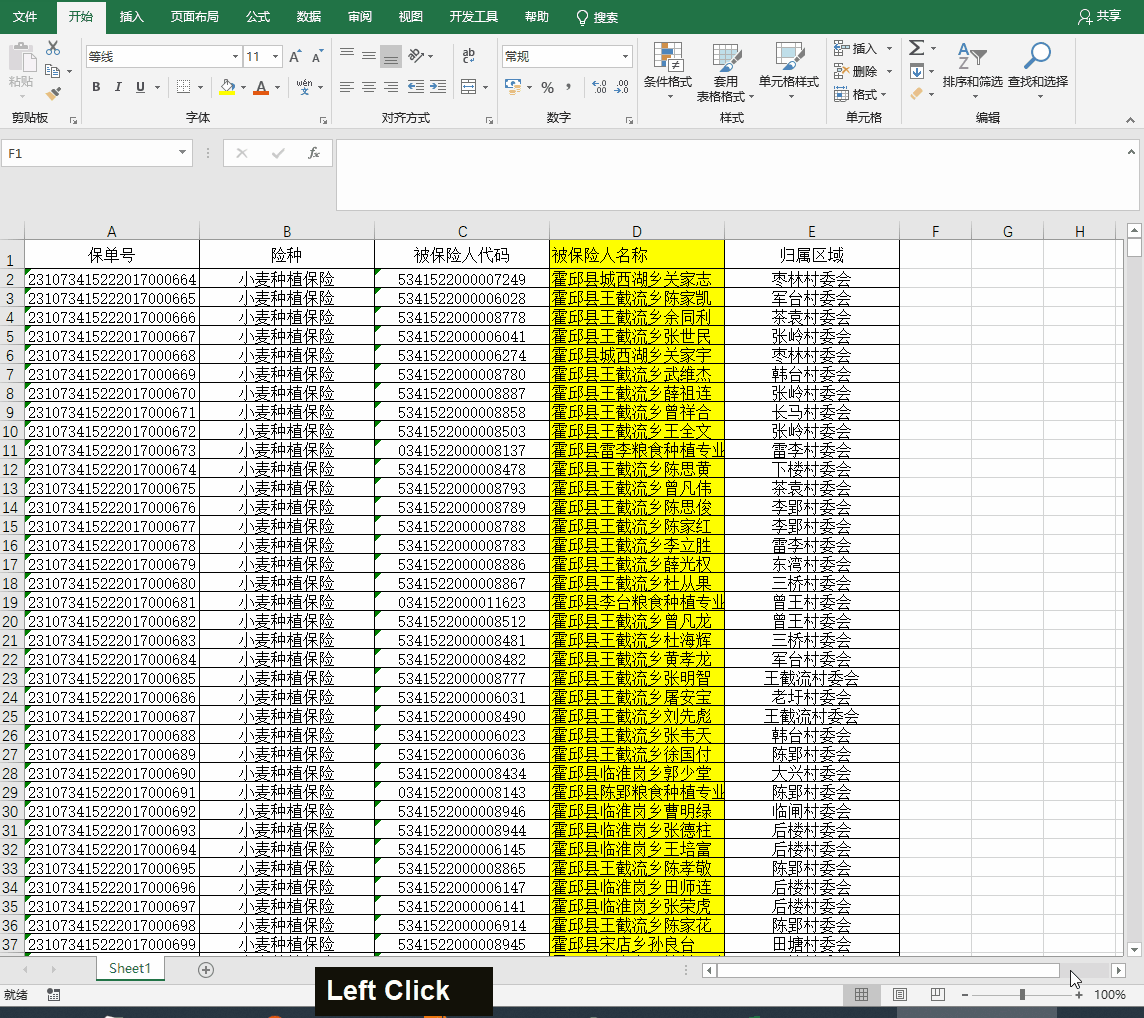 文件 开始 插入 页面布局 公式 数据 审阅 视图 开发工具 帮助 搜索 共享
等线 11 常规 插入
粘贴 条件格式 套用 单元格样式 删除 排序和筛选 查找和选择
B I U 表格格式 格式
剪贴板 字体 对齐方式 数字 样式 单元格 编辑
F1 fx
A B C D E F G H
1 保单号 险种 被保险人代码 被保险人名称 归属区域
2 231073415222017000664 小麦种植保险 5341522000007249 霍邱县城西湖乡关家志 枣林村委会
3 231073415222017000665 小麦种植保险 5341522000006028 霍邱县王截流乡陈家凯 军台村委会
4 231073415222017000666 小麦种植保险 5341522000008778 霍邱县王截流乡余同利 茶袁村委会
5 231073415222017000667 小麦种植保险 5341522000006041 霍邱县王截流乡张世民 张岭村委会
6 231073415222017000668 小麦种植保险 5341522000006274 霍邱县城西湖乡关家宇 枣林村委会
7 231073415222017000669 小麦种植保险 5341522000008780 霍邱县王截流乡武维杰 韩台村委会
8 231073415222017000670 小麦种植保险 5341522000008887 霍邱县王截流乡薛祖连 张岭村委会
9 231073415222017000671 小麦种植保险 5341522000008858 霍邱县王截流乡曾祥合 长马村委会
10 231073415222017000672 小麦种植保险 5341522000008503 霍邱县王截流乡王全文 张岭村委会
11 231073415222017000673 小麦种植保险 0341522000008137 霍邱县雷李粮食种植专业 雷李村委会
12 231073415222017000674 小麦种植保险 5341522000008478 霍邱县王截流乡陈思黄 下楼村委会
13 231073415222017000675 小麦种植保险 5341522000008793 霍邱县王截流乡曾凡伟 茶袁村委会
14 231073415222017000676 小麦种植保险 5341522000008789 霍邱县王截流乡陈思俊 李郢村委会
15 231073415222017000677 小麦种植保险 5341522000008788 霍邱县王截流乡陈家红 李郢村委会
16 231073415222017000678 小麦种植保险 5341522000008783 霍邱县王截流乡李立胜 雷李村委会
17 231073415222017000679 小麦种植保险 5341522000008886 霍邱县王截流乡薛光权 东湾村委会
18 231073415222017000680 小麦种植保险 5341522000008867 霍邱县王截流乡杜从果 三桥村委会
19 231073415222017000681 小麦种植保险 0341522000011623 霍邱县李台粮食种植专业 曾王村委会
20 231073415222017000682 小麦种植保险 5341522000008512 霍邱县王截流乡曾凡龙 曾王村委会
21 231073415222017000683 小麦种植保险 5341522000008481 霍邱县王截流乡杜海辉 三桥村委会
22 231073415222017000684 小麦种植保险 5341522000008482 霍邱县王截流乡黄孝龙 军台村委会
23 231073415222017000685 小麦种植保险 5341522000008777 霍邱县王截流乡张明智 王截流村委会
24 231073415222017000686 小麦种植保险 5341522000006031 霍邱县王截流乡屠安宝 老圩村委会
25 231073415222017000687 小麦种植保险 5341522000008490 霍邱县王截流乡刘先彪 王截流村委会
26 231073415222017000688 小麦种植保险 5341522000006023 霍邱县王截流乡张韦天 韩台村委会
27 231073415222017000689 小麦种植保险 5341522000006036 霍邱县王截流乡徐国付 陈郢村委会
28 231073415222017000690 小麦种植保险 5341522000008434 霍邱县临淮岗乡郭少堂 大兴村委会
29 231073415222017000691 小麦种植保险 0341522000008143 霍邱县陈郢粮食种植专业 陈郢村委会
30 231073415222017000692 小麦种植保险 5341522000008946 霍邱县临淮岗乡曹明绿 临闸村委会
31 231073415222017000693 小麦种植保险 5341522000008944 霍邱县临淮岗乡张德柱 后楼村委会
32 231073415222017000694 小麦种植保险 5341522000006145 霍邱县临淮岗乡王培富 后楼村委会
33 231073415222017000695 小麦种植保险 5341522000008865 霍邱县王截流乡陈孝敬 陈郢村委会
34 231073415222017000696 小麦种植保险 5341522000006147 霍邱县临淮岗乡田师连 后楼村委会
35 231073415222017000697 小麦种植保险 5341522000006141 霍邱县临淮岗乡张荣虎 后楼村委会
36 231073415222017000698 小麦种植保险 5341522000006914 霍邱县王截流乡陈家花 陈郢村委会
37 231073415222017000699 小麦种植保险 5341522000008945 霍邱县宋店乡孙良台 田塘村委会
Sheet1
Left Click
就绪 100%